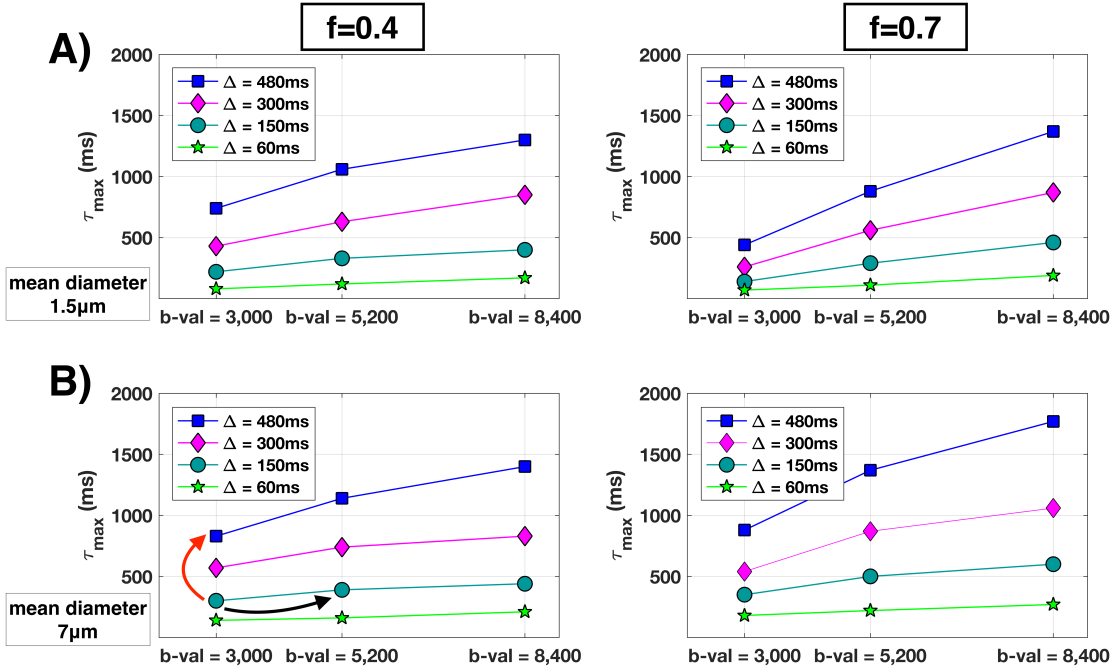 f=0.4
f=0.7
A)
2000
1500
1000
500
τmax (ms)
Δ = 480ms
Δ = 300ms
Δ = 150ms
Δ = 60ms
b-val = 3,000 b-val = 5,200 b-val = 8,400
2000
1500
1000
500
τmax (ms)
Δ = 480ms
Δ = 300ms
Δ = 150ms
Δ = 60ms
b-val = 3,000 b-val = 5,200 b-val = 8,400
mean diameter
1.5µm
B)
2000
1500
1000
500
τmax (ms)
Δ = 480ms
Δ = 300ms
Δ = 150ms
Δ = 60ms
b-val = 3,000 b-val = 5,200 b-val = 8,400
2000
1500
1000
500
τmax (ms)
Δ = 480ms
Δ = 300ms
Δ = 150ms
Δ = 60ms
b-val = 3,000 b-val = 5,200 b-val = 8,400
mean diameter
7µm